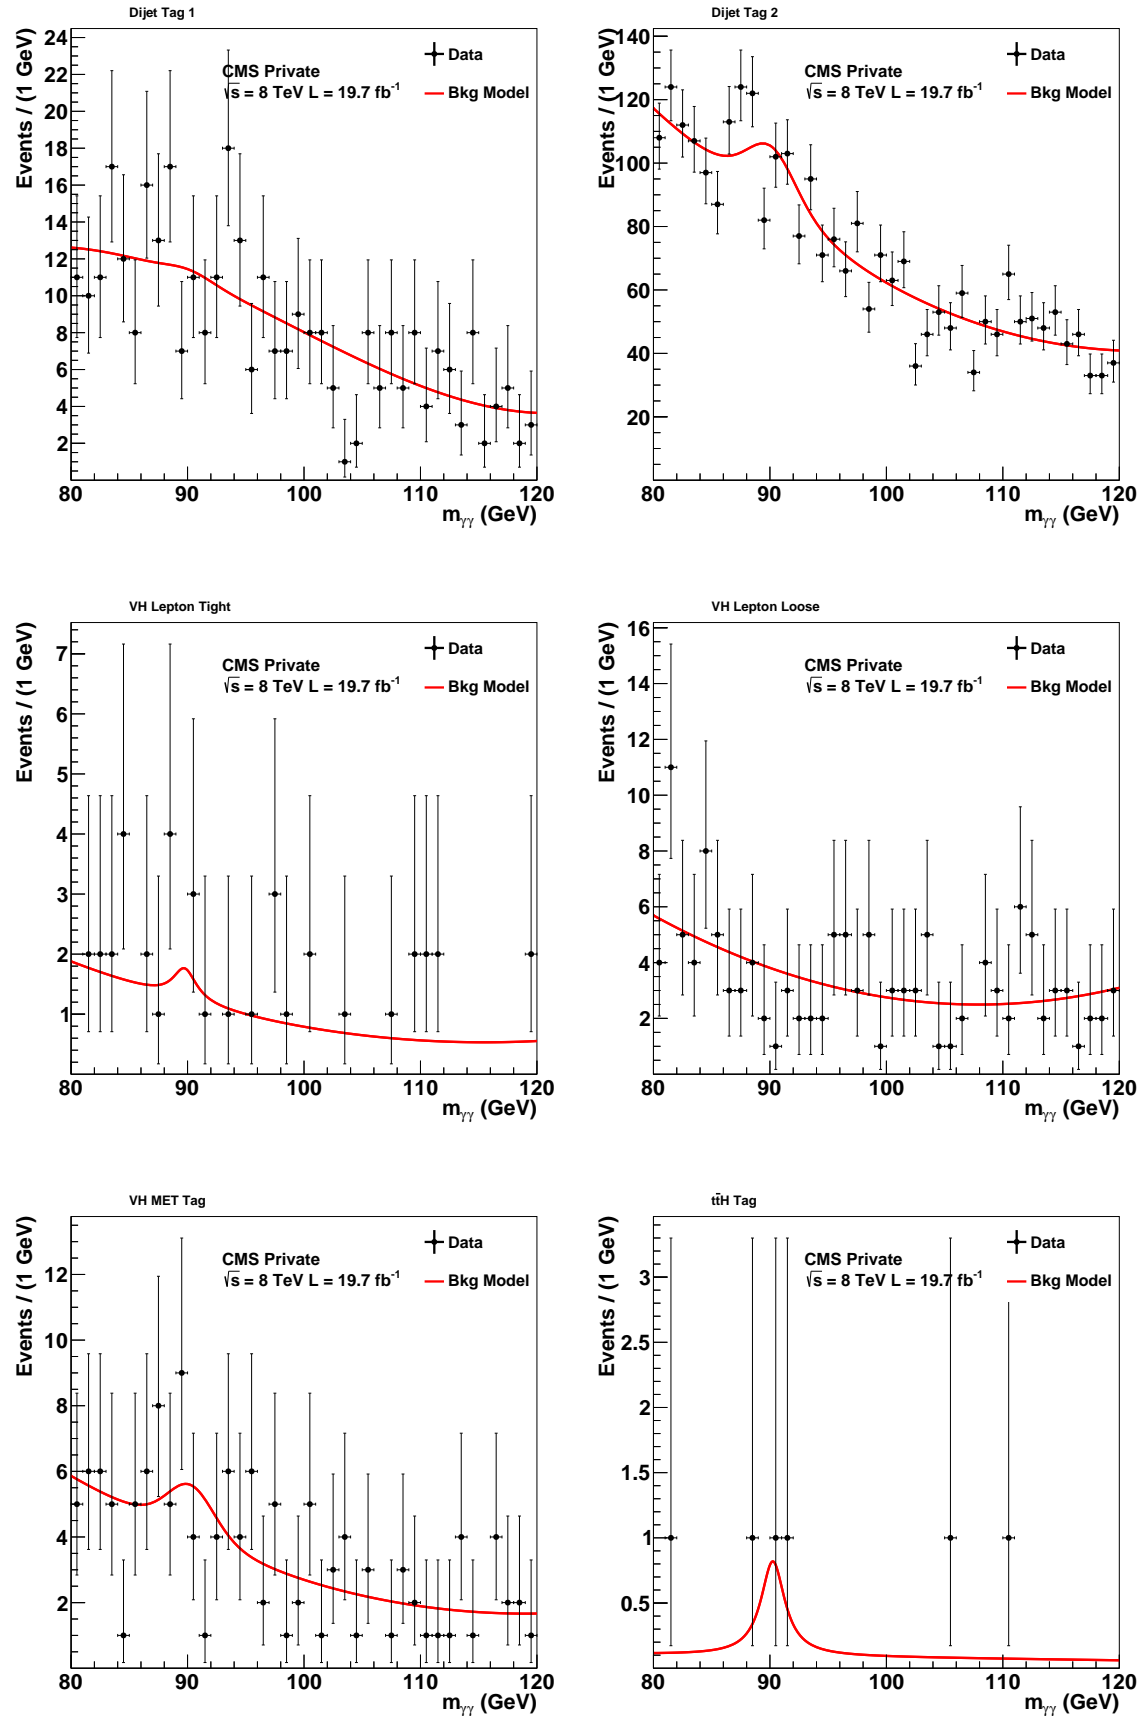 Dijet Tag 1
Events / (1 GeV)
24
22
20
18
16
14
12
10
8
6
4
2
CMS Private
√s = 8 TeV L = 19.7 fb⁻¹
Data
Bkg Model
80 90 100 110 120
mγγ (GeV)
Dijet Tag 2
Events / (1 GeV)
140
120
100
80
60
40
20
CMS Private
√s = 8 TeV L = 19.7 fb⁻¹
Data
Bkg Model
80 90 100 110 120
mγγ (GeV)
VH Lepton Tight
Events / (1 GeV)
7
6
5
4
3
2
1
CMS Private
√s = 8 TeV L = 19.7 fb⁻¹
Data
Bkg Model
80 90 100 110 120
mγγ (GeV)
VH Lepton Loose
Events / (1 GeV)
16
14
12
10
8
6
4
2
CMS Private
√s = 8 TeV L = 19.7 fb⁻¹
Data
Bkg Model
80 90 100 110 120
mγγ (GeV)
VH MET Tag
Events / (1 GeV)
12
10
8
6
4
2
CMS Private
√s = 8 TeV L = 19.7 fb⁻¹
Data
Bkg Model
80 90 100 110 120
mγγ (GeV)
tt̄H Tag
Events / (1 GeV)
3
2.5
2
1.5
1
0.5
CMS Private
√s = 8 TeV L = 19.7 fb⁻¹
Data
Bkg Model
80 90 100 110 120
mγγ (GeV)